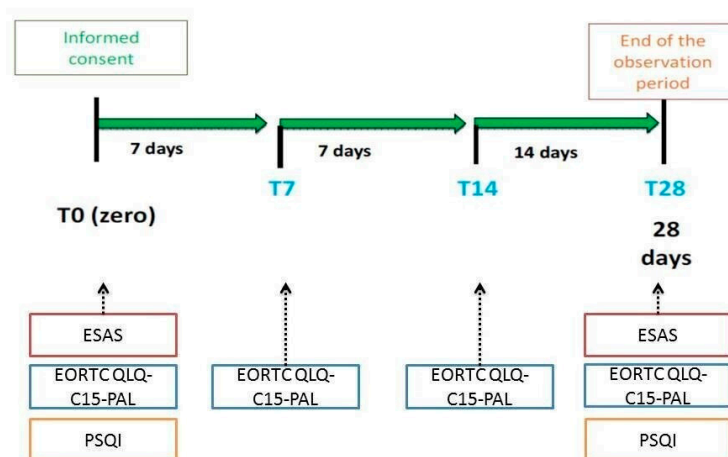 Informed
consent
End of the
observation
period
7 days
7 days
14 days
T0 (zero)
T7
T14
T28
28
days
ESAS
EORTC QLQ-
C15-PAL
PSQI
EORTC QLQ-
C15-PAL
EORTC QLQ-
C15-PAL
ESAS
EORTC QLQ-
C15-PAL
PSQI